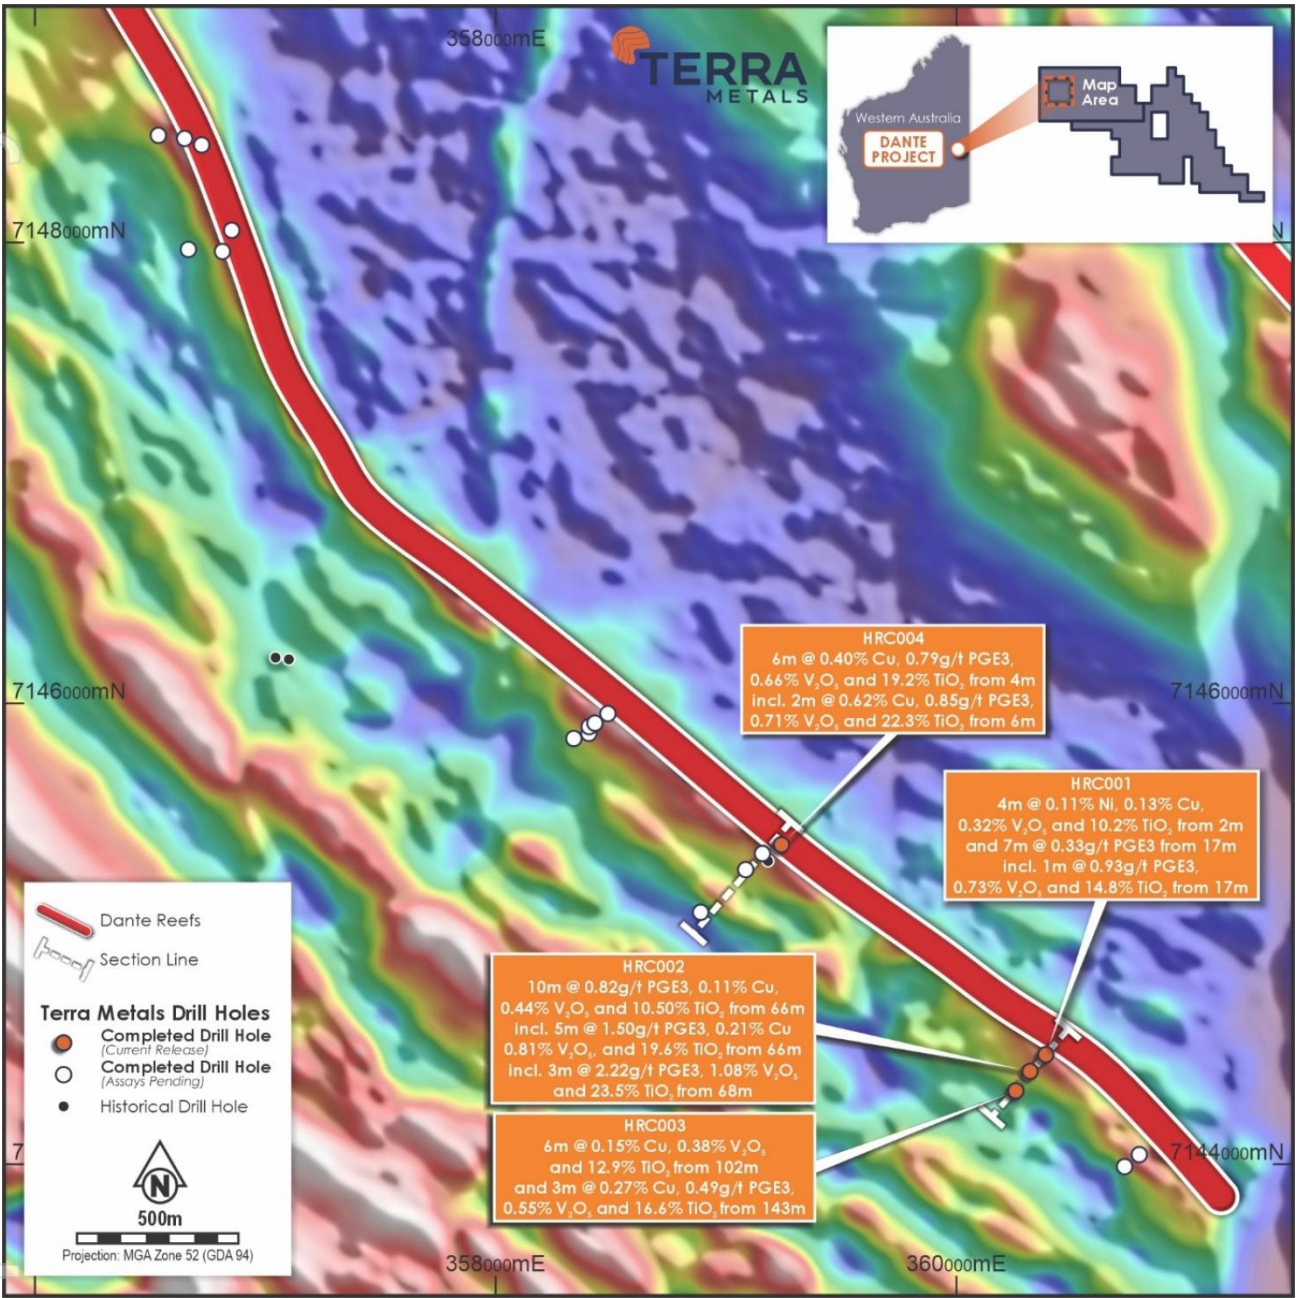 358000mE
TERRA
METALS
Western Australia
DANTE
PROJECT
Map
Area
7148000mN
N
7146000mN
7146000mN
HRC004
6m @ 0.40% Cu, 0.79g/t PGE3,
0.66% V₂O₅ and 19.2% TiO₂ from 4m
incl. 2m @ 0.62% Cu, 0.85g/t PGE3,
0.71% V₂O₅ and 22.3% TiO₂ from 6m
HRC001
4m @ 0.11% Ni, 0.13% Cu,
0.32% V₂O₅ and 10.2% TiO₂ from 2m
and 7m @ 0.33g/t PGE3 from 17m
incl. 1m @ 0.93g/t PGE3,
0.73% V₂O₅ and 14.8% TiO₂ from 17m
HRC002
10m @ 0.82g/t PGE3, 0.11% Cu,
0.44% V₂O₅ and 10.50% TiO₂ from 66m
incl. 5m @ 1.50g/t PGE3, 0.21% Cu
0.81% V₂O₅, and 19.6% TiO₂ from 66m
incl. 3m @ 2.22g/t PGE3, 1.08% V₂O₅
and 23.5% TiO₂ from 68m
HRC003
6m @ 0.15% Cu, 0.38% V₂O₅
and 12.9% TiO₂ from 102m
and 3m @ 0.27% Cu, 0.49g/t PGE3,
0.55% V₂O₅ and 16.6% TiO₂ from 143m
Dante Reefs
Section Line
Terra Metals Drill Holes
Completed Drill Hole
(Current Release)
Completed Drill Hole
(Assays Pending)
Historical Drill Hole
N
500m
Projection: MGA Zone 52 (GDA 94)
7
7144000mN
358000mE
360000mE